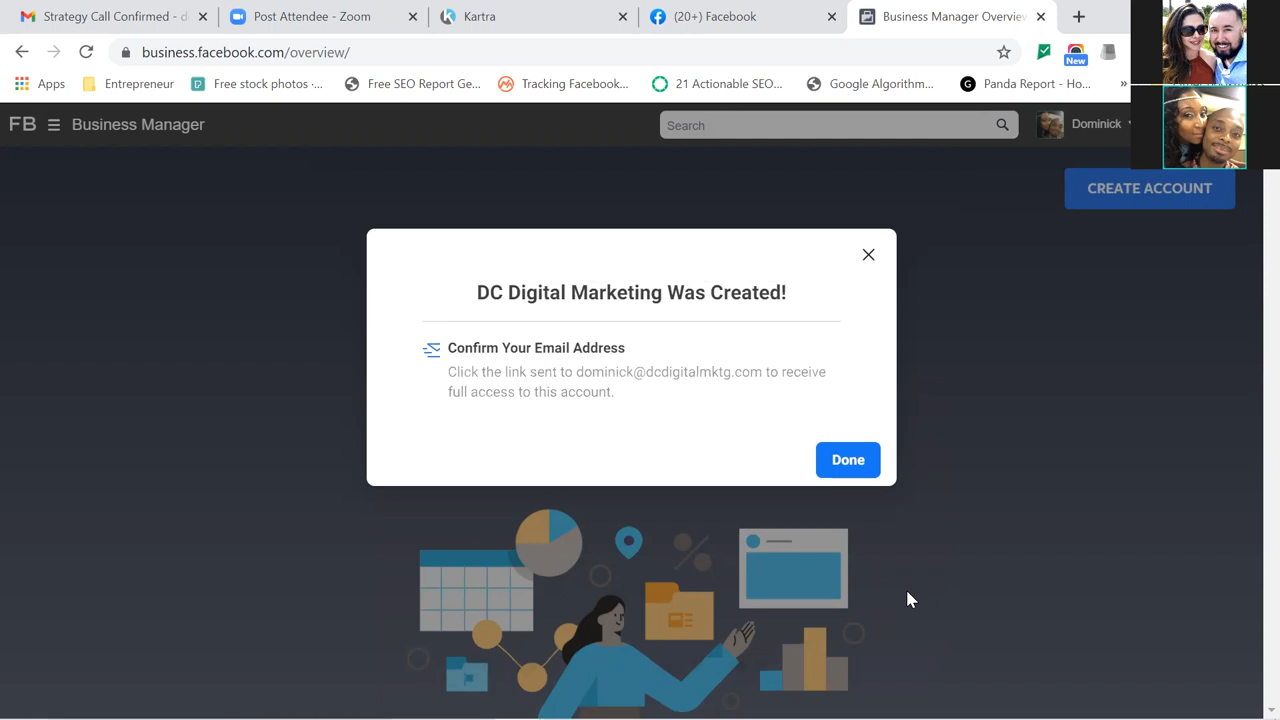 Strategy Call Confirmed - d
Post Attendee - Zoom
Kartra
(20+) Facebook
Business Manager Overview
business.facebook.com/overview/
New
Apps
Entrepreneur
Free stock photos -...
Free SEO Report G
Tracking Facebook...
21 Actionable SEO...
Google Algorithm...
Panda Report - Ho...
»
FB
Business Manager
Search
Dominick
CREATE ACCOUNT
DC Digital Marketing Was Created!
Confirm Your Email Address
Click the link sent to dominick@dcdigitalmktg.com to receive
full access to this account.
Done